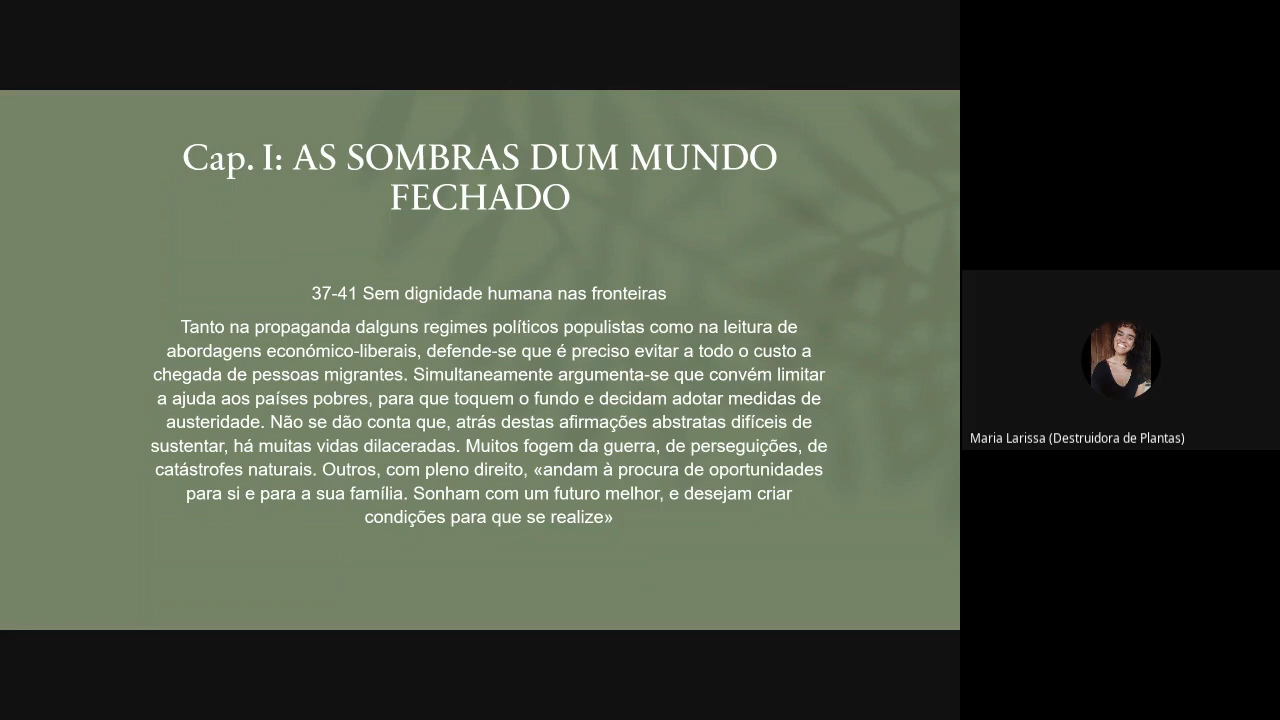 Cap. I: AS SOMBRAS DUM MUNDO
FECHADO
37-41 Sem dignidade humana nas fronteiras
Tanto na propaganda dalguns regimes políticos populistas como na leitura de
abordagens económico-liberais, defende-se que é preciso evitar a todo o custo a
chegada de pessoas migrantes. Simultaneamente argumenta-se que convém limitar
a ajuda aos países pobres, para que toquem o fundo e decidam adotar medidas de
austeridade. Não se dão conta que, atrás destas afirmações abstratas difíceis de
sustentar, há muitas vidas dilaceradas. Muitos fogem da guerra, de perseguições, de
catástrofes naturais. Outros, com pleno direito, «andam à procura de oportunidades
para si e para a sua família. Sonham com um futuro melhor, e desejam criar
condições para que se realize»
Maria Larissa (Destruidora de Plantas)